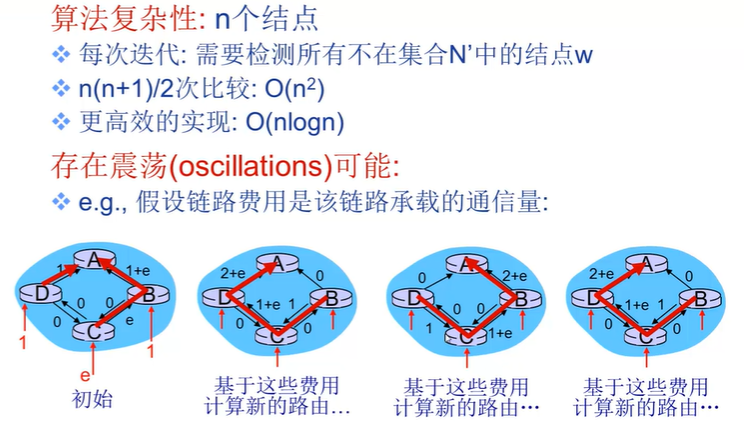 算法复杂性: n个结点
每次迭代: 需要检测所有不在集合N’中的结点w
n(n+1)/2次比较: O(n²)
更高效的实现: O(nlogn)
存在震荡(oscillations)可能:
e.g., 假设链路费用是该链路承载的通信量:
A
1
1+e
D
0
0
B
0
e
C
1
1
e
初始
A
2+e
0
D
1+e
1
B
0
0
C
基于这些费用
计算新的路由…
A
0
2+e
D
0
0
B
1
1+e
C
基于这些费用
计算新的路由…
A
2+e
0
D
1+e
1
B
0
0
C
基于这些费用
计算新的路由…